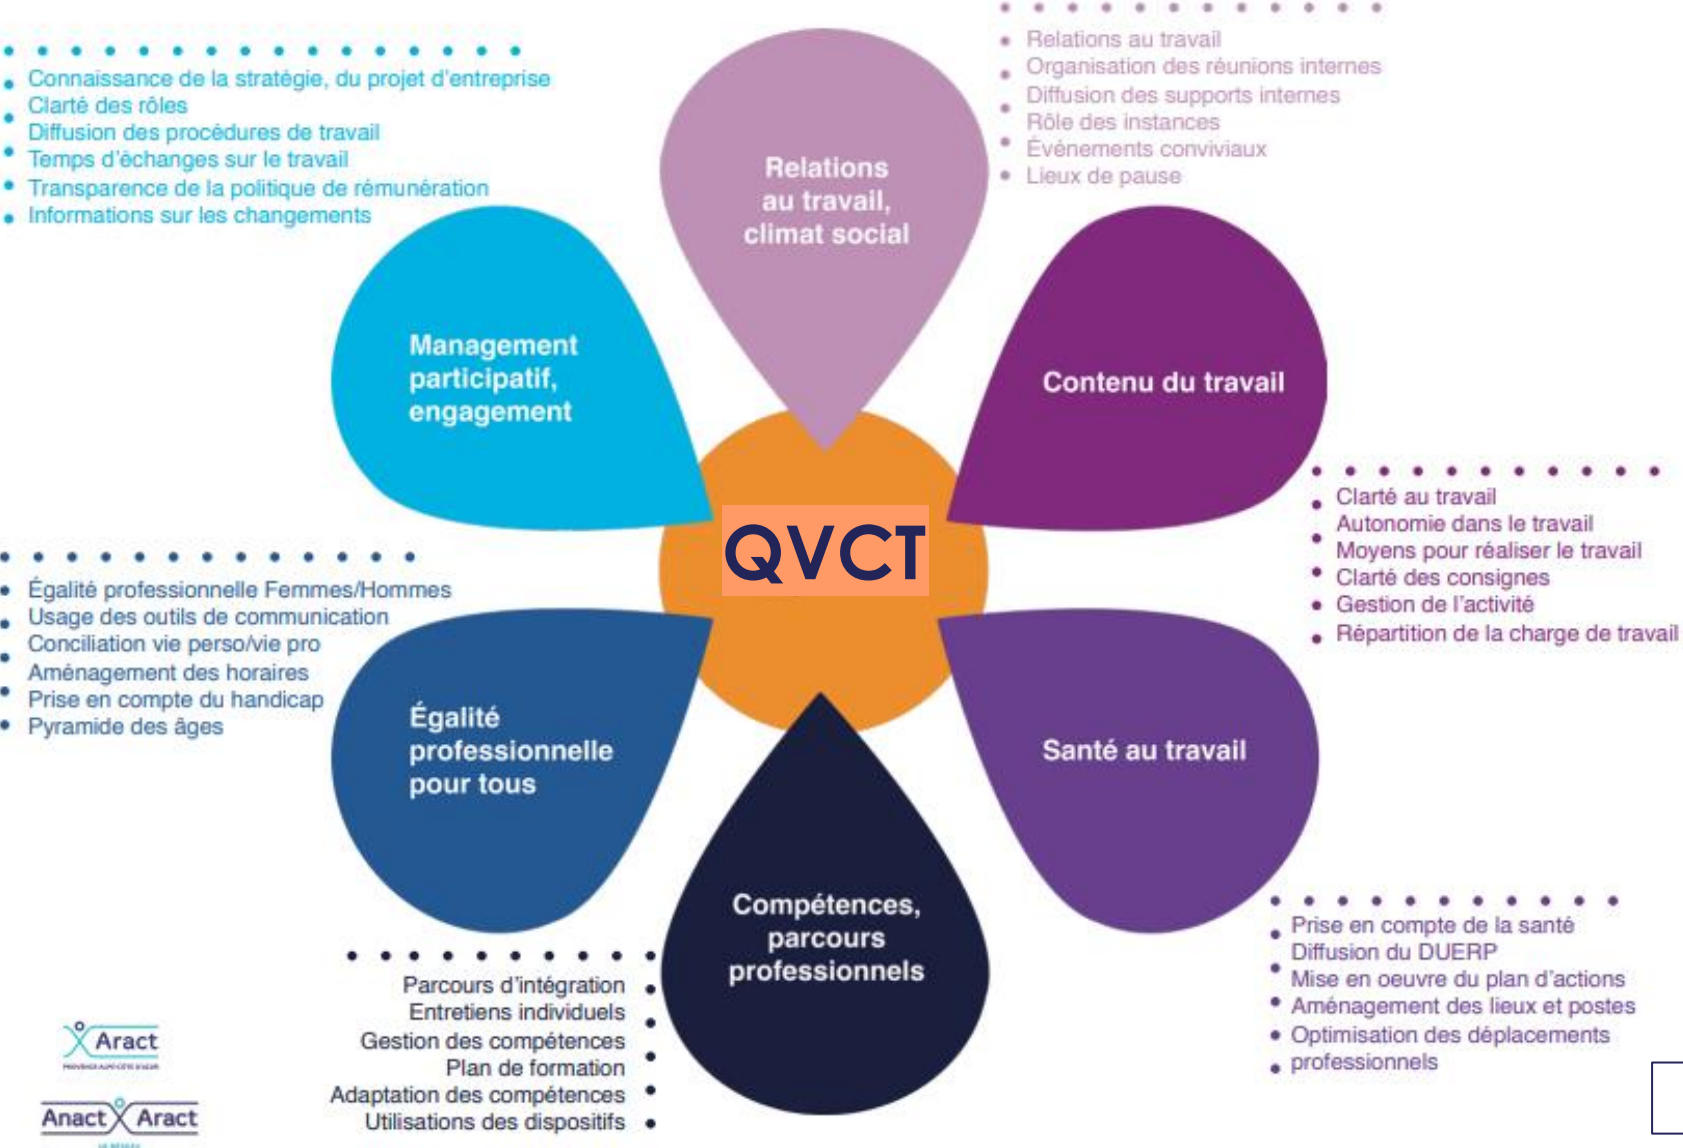 Connaissance de la stratégie, du projet d'entreprise
Clarté des rôles
Diffusion des procédures de travail
Temps d'échanges sur le travail
Transparence de la politique de rémunération
Informations sur les changements
Relations au travail
Organisation des réunions internes
Diffusion des supports internes
Rôle des instances
Événements conviviaux
Lieux de pause
Relations
au travail,
climat social
Management
participatif,
engagement
Contenu du travail
Clarté au travail
Autonomie dans le travail
Moyens pour réaliser le travail
Clarté des consignes
Gestion de l'activité
Répartition de la charge de travail
QVCT
Égalité professionnelle Femmes/Hommes
Usage des outils de communication
Conciliation vie perso/vie pro
Aménagement des horaires
Prise en compte du handicap
Pyramide des âges
Égalité
professionnelle
pour tous
Santé au travail
Prise en compte de la santé
Diffusion du DUERP
Mise en oeuvre du plan d'actions
Aménagement des lieux et postes
Optimisation des déplacements
professionnels
Compétences,
parcours
professionnels
Parcours d'intégration
Entretiens individuels
Gestion des compétences
Plan de formation
Adaptation des compétences
Utilisations des dispositifs
Aract
PROVENCE-ALPES-CÔTE D'AZUR
Anact Aract